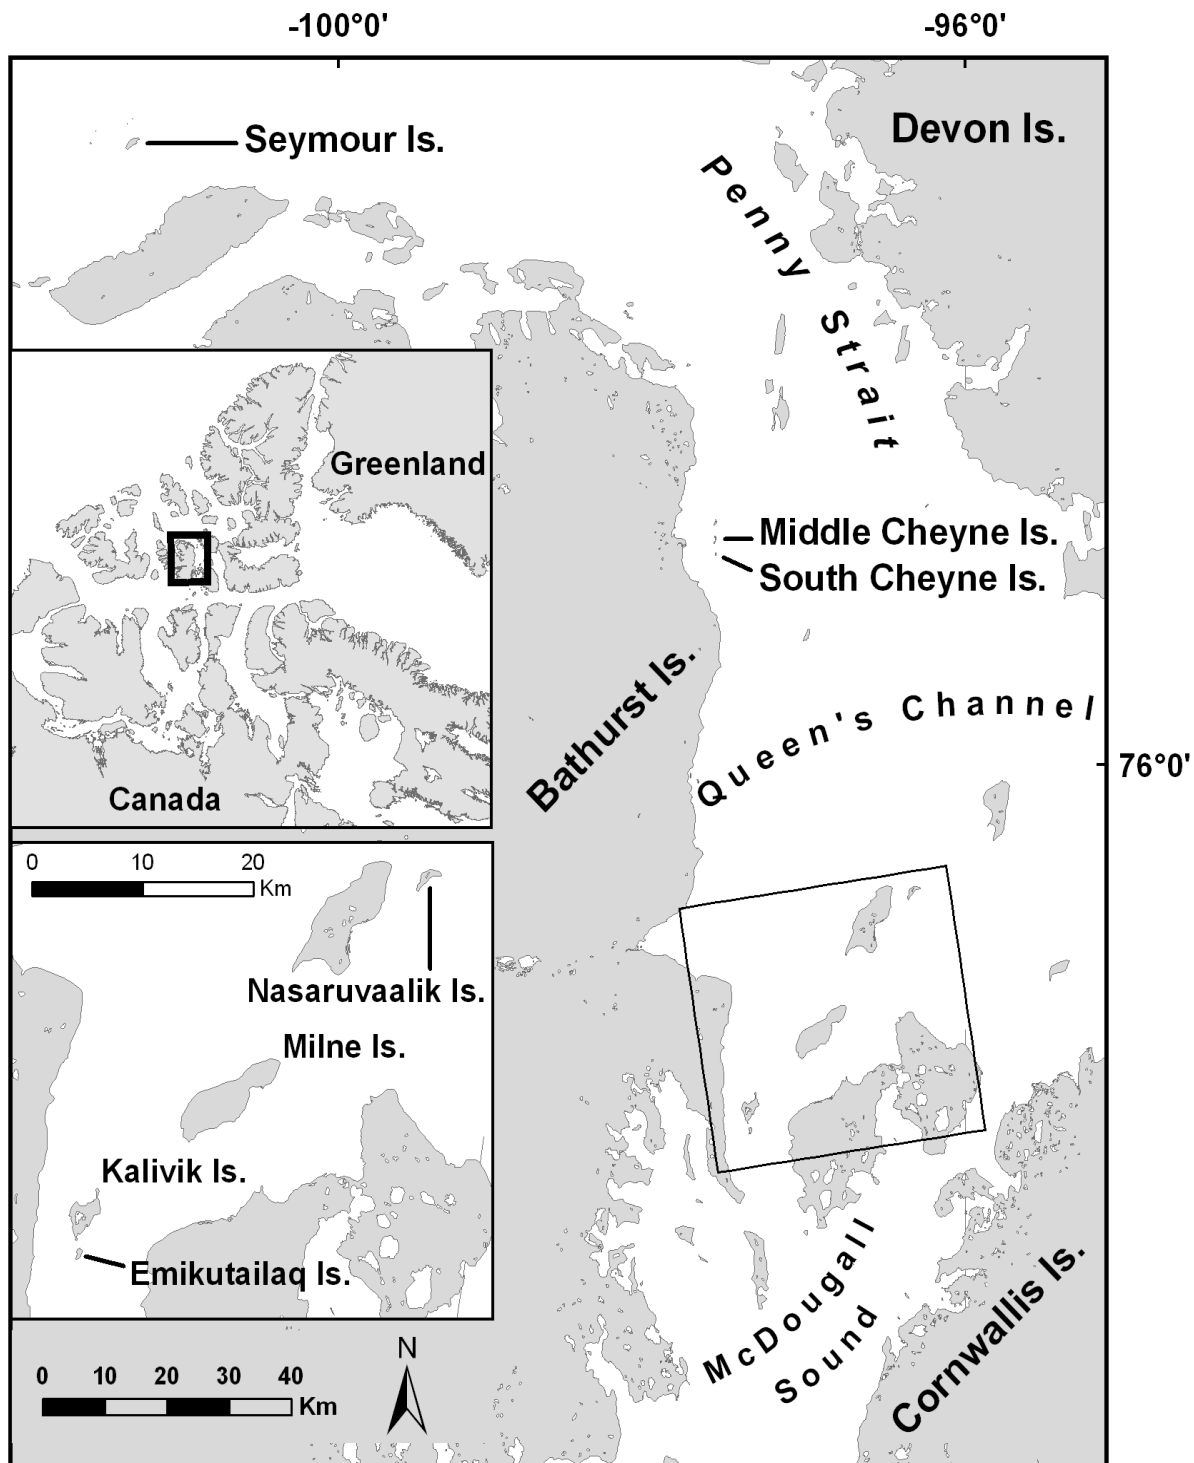 -100°0' -96°0'
Seymour Is.
Devon Is.
Penny Strait
Greenland
Middle Cheyne Is.
South Cheyne Is.
Bathurst Is.
Queen's Channel
76°0'
Canada
0 10 20
Km
Nasaruvaalik Is.
Milne Is.
Kalivik Is.
Emikutailaq Is.
McDougall
Sound
Cornwallis Is.
N
0 10 20 30 40
Km